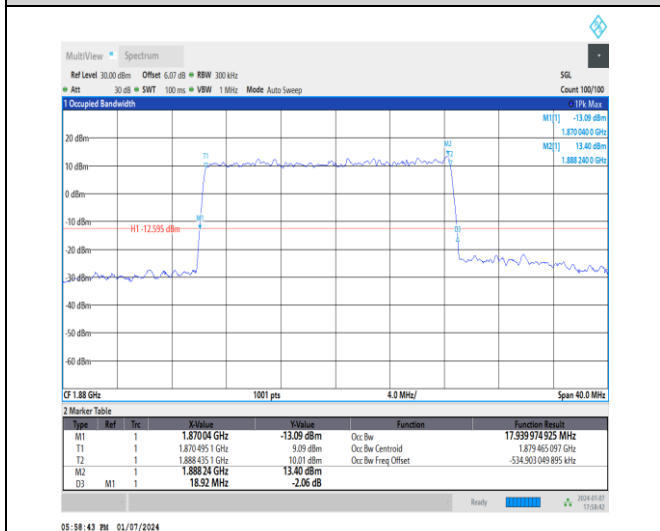 MultiView Spectrum
Ref Level 30.00 dBm Offset 6.07 dB RBW 300 kHz SGL
Att 30 dB SWT 100 ms VBW 1 MHz Mode Auto Sweep Count 100/100
1 Occupied Bandwidth 1Pk Max
M1[1] -13.09 dBm
1.870 040 0 GHz
M2[1] 13.40 dBm
1.888 240 0 GHz
20 dBm
M2
T1
T2
10 dBm
0 dBm
-10 dBm
M1
H1 -12.595 dBm
D3
-20 dBm
-30 dBm
-40 dBm
-50 dBm
-60 dBm
CF 1.88 GHz 1001 pts 4.0 MHz/ Span 40.0 MHz
2 Marker Table
Type Ref Trc X-Value Y-Value Function Function Result
M1 1 1.87004 GHz -13.09 dBm Occ Bw 17.939 974 925 MHz
T1 1 1.870 495 1 GHz 9.09 dBm Occ Bw Centroid 1.879 465 097 GHz
T2 1 1.888 435 1 GHz 10.01 dBm Occ Bw Freq Offset -534.903 049 895 kHz
M2 1 1.88824 GHz 13.40 dBm
D3 M1 1 18.92 MHz -2.06 dB
Ready 2024-01-07
17:58:42
05:58:43 PM 01/07/2024